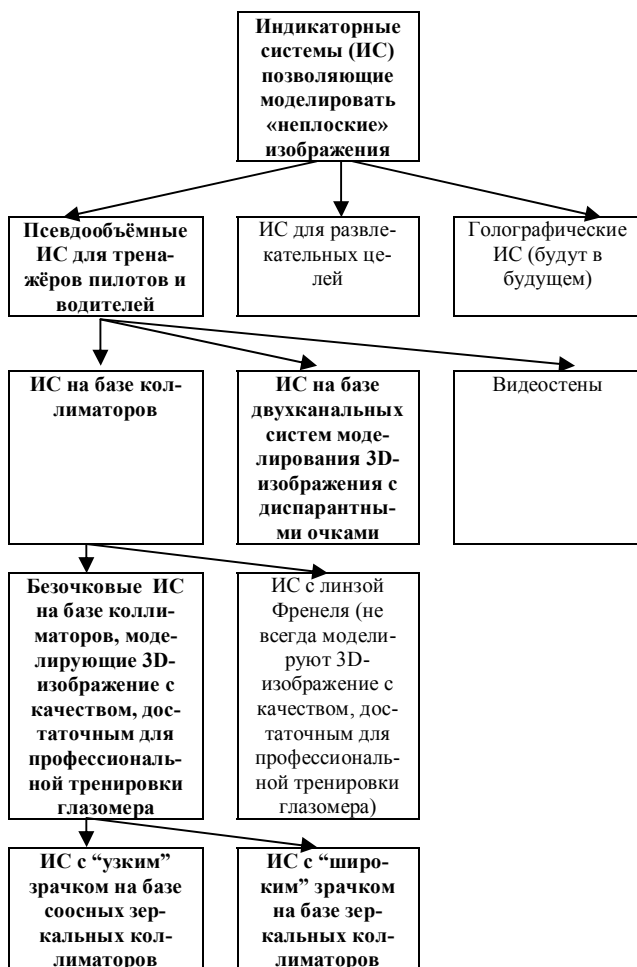 Индикаторные
системы (ИС)
позволяющие
моделировать
«неплоские»
изображения
Псевдообъёмные
ИС для трена-
жёров пилотов и
водителей
ИС для развле-
кательных це-
лей
Голографические
ИС (будут в
будущем)
ИС на базе кол-
лиматоров
ИС на базе
двухканальных
систем моде-
лирования 3D-
изображения с
диспарантны-
ми очками
Видеостены
Безочковые ИС
на базе колли-
маторов, моде-
лирующие 3D-
изображение с
качеством, дос-
таточным для
профессиональ-
ной тренировки
глазомера
ИС с линзой
Френеля (не
всегда модели-
руют 3D-
изображение с
качеством, дос-
таточным для
профессиональ-
ной тренировки
глазомера)
ИС с “узким”
зрачком на базе
соосных зер-
кальных кол-
лиматоров
ИС с “широ-
ким” зрачком
на базе зер-
кальных кол-
лиматоров